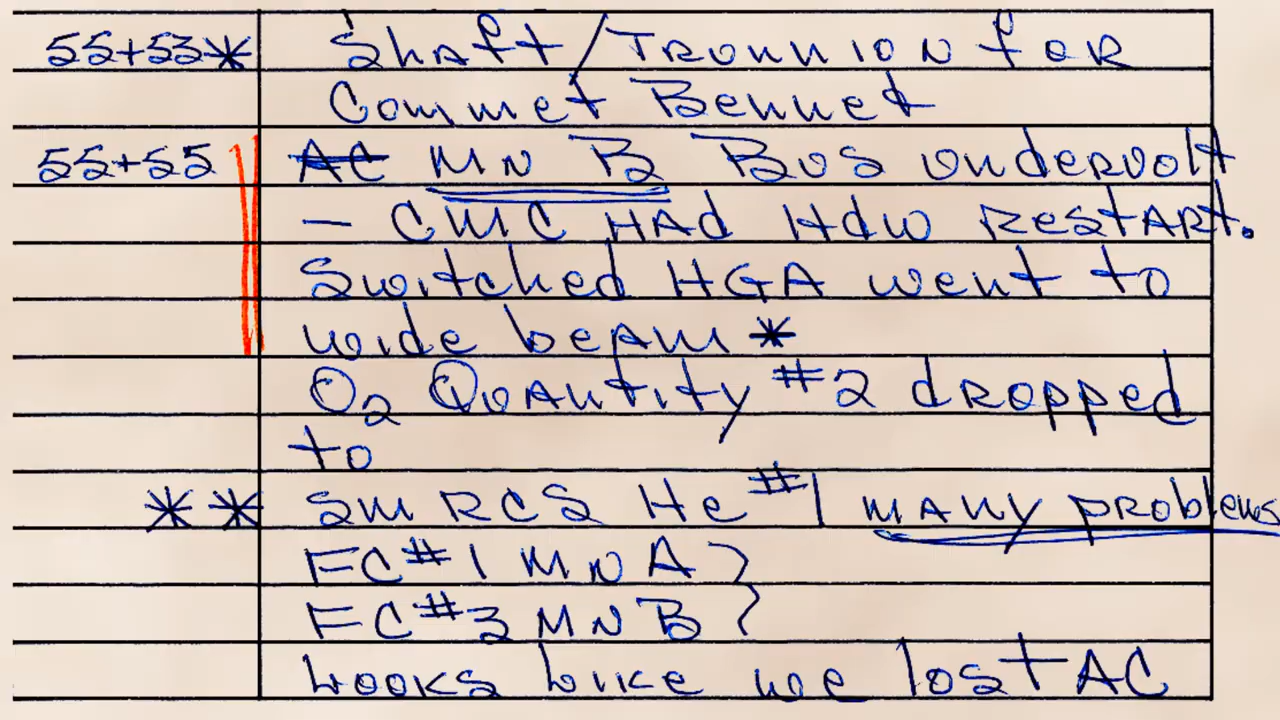 55+53* Shaft/Trunnion for
Commet Bennet
55+55 AC MN B Bus undervolt
- CMC HAd Hdw Restart.
Switched HGA went to
wide beam *
O2 Quantity #2 dropped
to
** SM RCS He #1 many problems
FC #1 MN A }
FC #3 MN B }
Looks like we lost AC